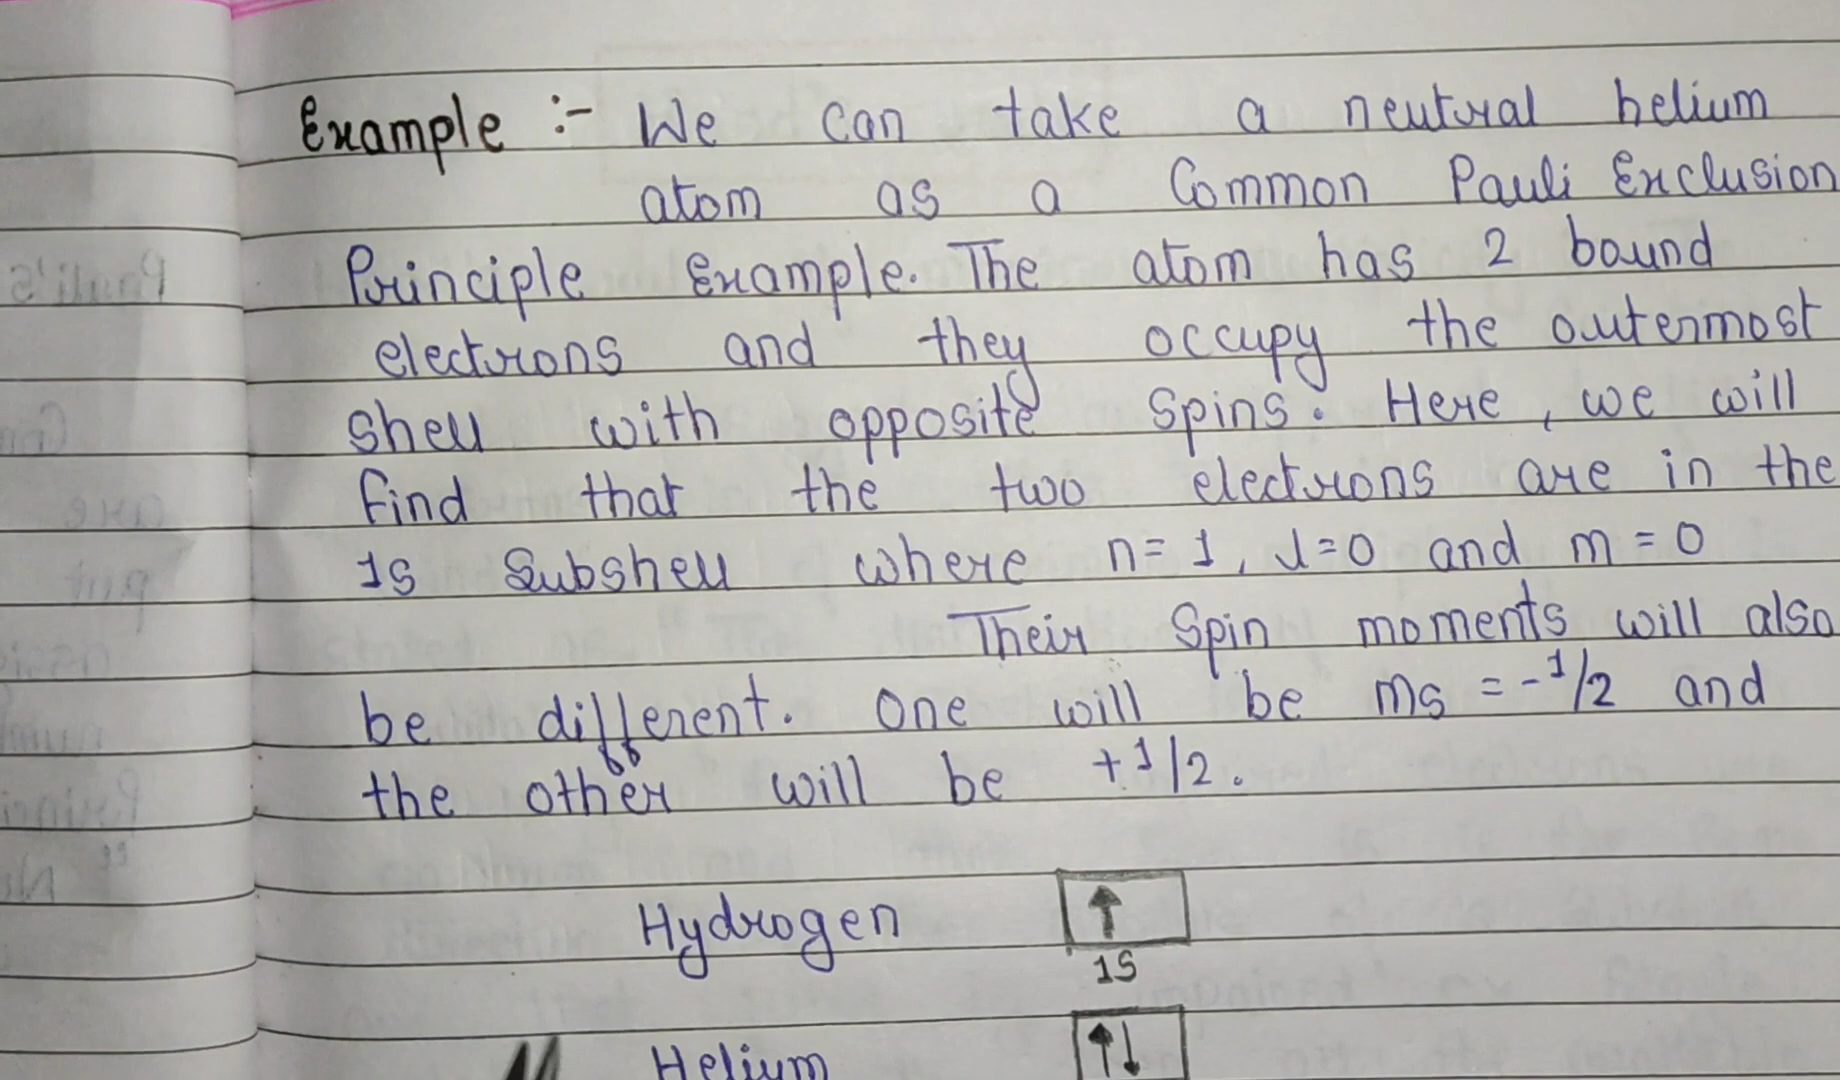 Example :- We can take a neutral helium
atom as a Common Pauli Exclusion
Principle Example. The atom has 2 bound
electrons and they occupy the outermost
shell with opposite spins. Here, we will
find that the two electrons are in the
1s Subshell where n=1, l=0 and m=0
Their Spin moments will also
be different. One will be ms = -1/2 and
the other will be +1/2.
Hydrogen ↑
1S
Helium ↑↓